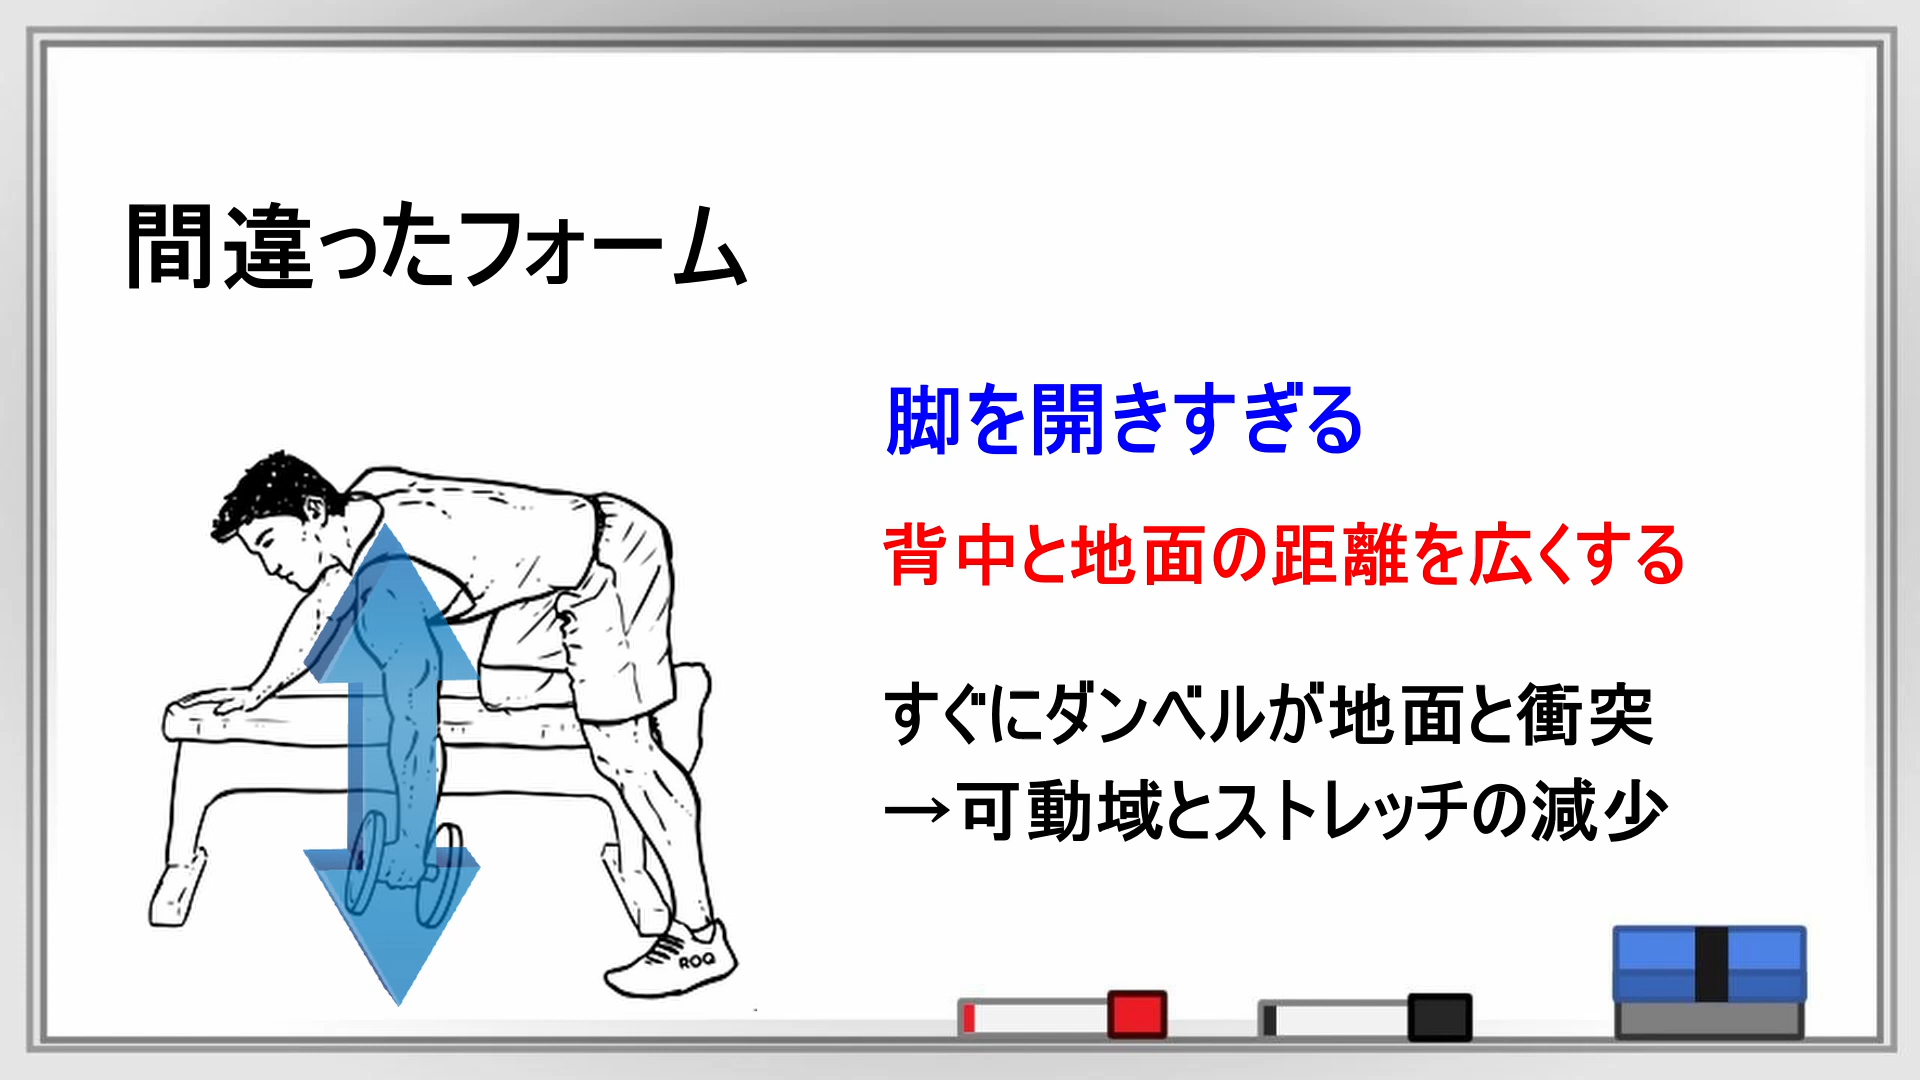 間違ったフォーム
脚を開きすぎる
背中と地面の距離を広くする
すぐにダンベルが地面と衝突
→可動域とストレッチの減少
ROQ